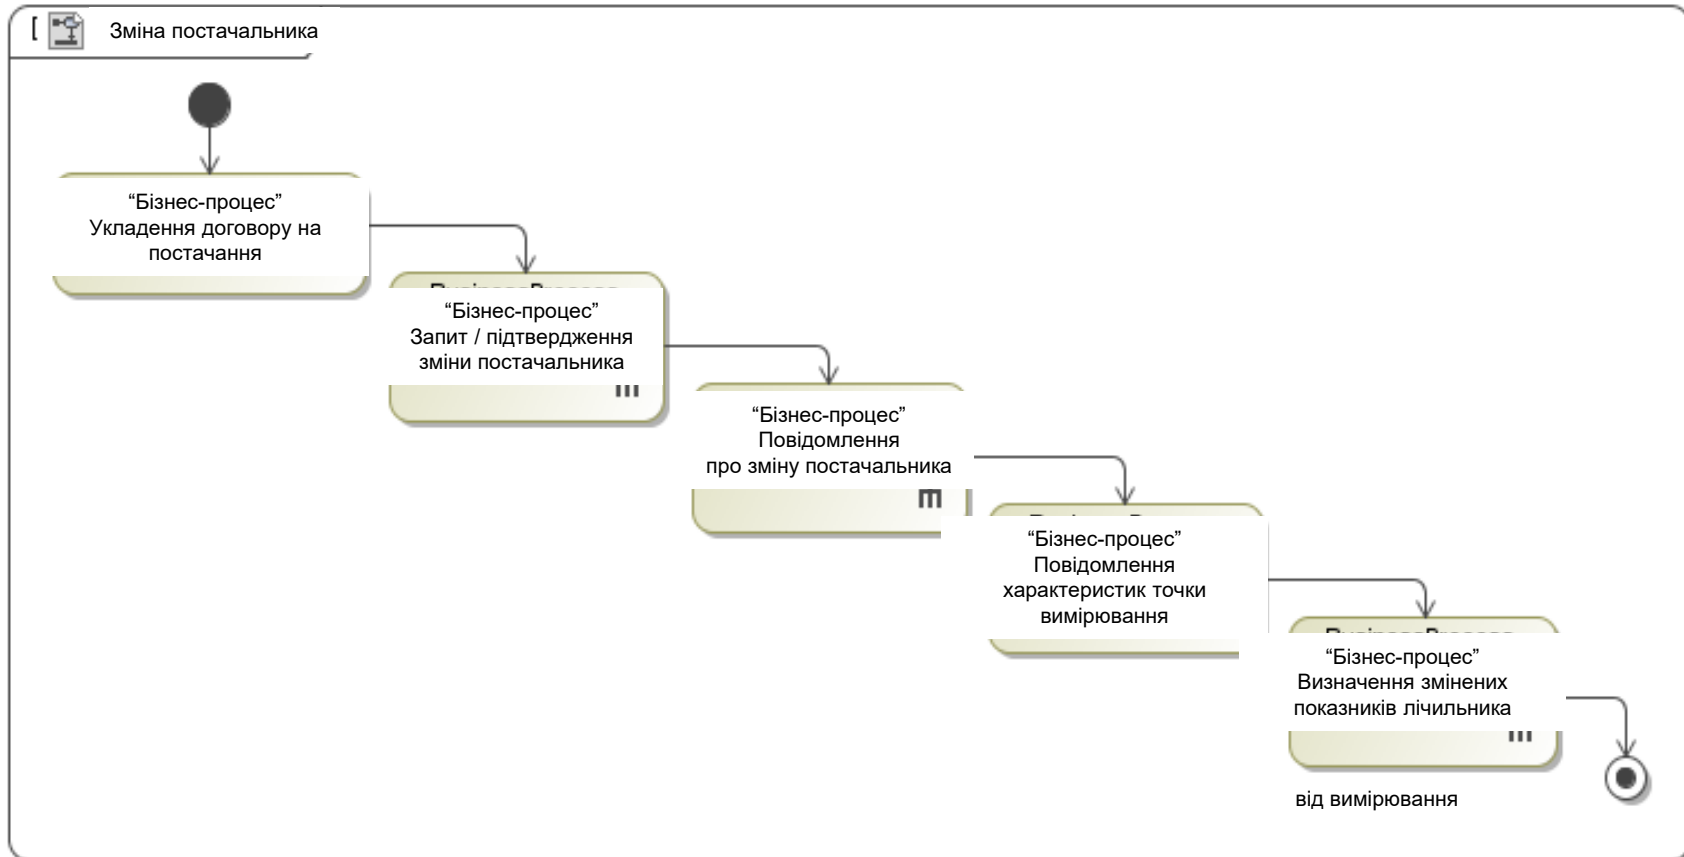 [ Зміна постачальника
“Бізнес-процес”
Укладення договору на
постачання
“Бізнес-процес”
Запит / підтвердження
зміни постачальника
“Бізнес-процес”
Повідомлення
про зміну постачальника
“Бізнес-процес”
Повідомлення
характеристик точки
вимірювання
“Бізнес-процес”
Визначення змінених
показників лічильника
від вимірювання